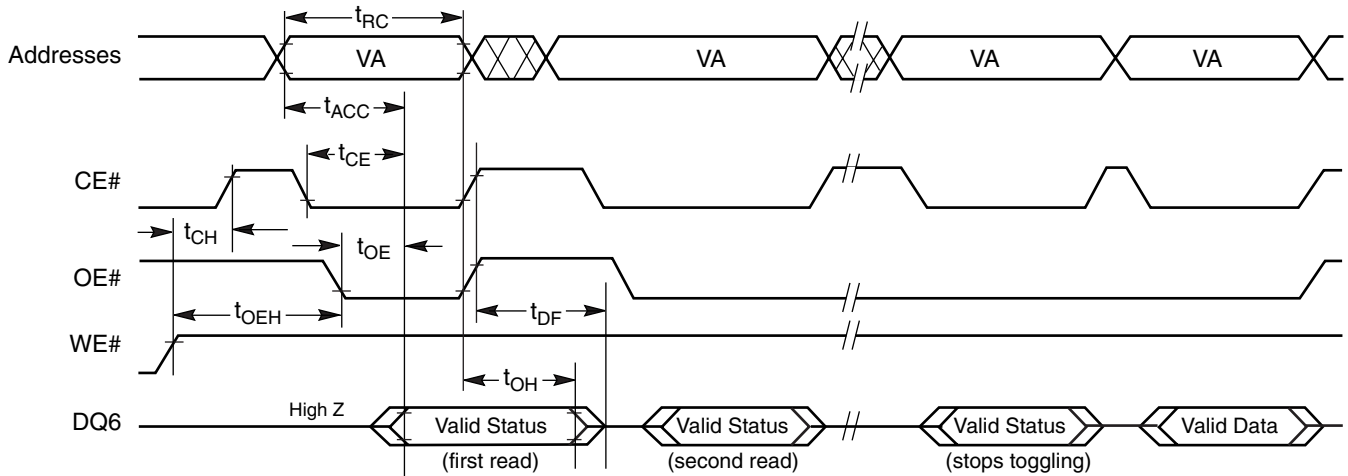 tRC
Addresses VA VA VA VA
tACC
tCE
CE#
tCH tOE
OE#
tOEH tDF
WE#
tOH
High Z
DQ6 Valid Status Valid Status Valid Status Valid Data
(first read) (second read) (stops toggling)